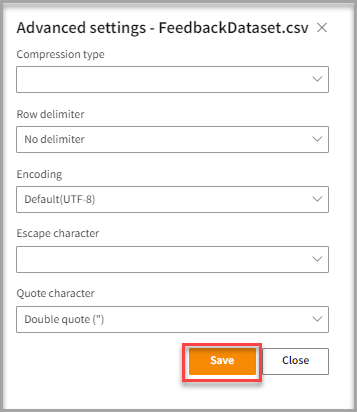 Advanced settings - FeedbackDataset.csv
Compression type
Row delimiter
No delimiter
Encoding
Default(UTF-8)
Escape character
Quote character
Double quote (")
Save Close